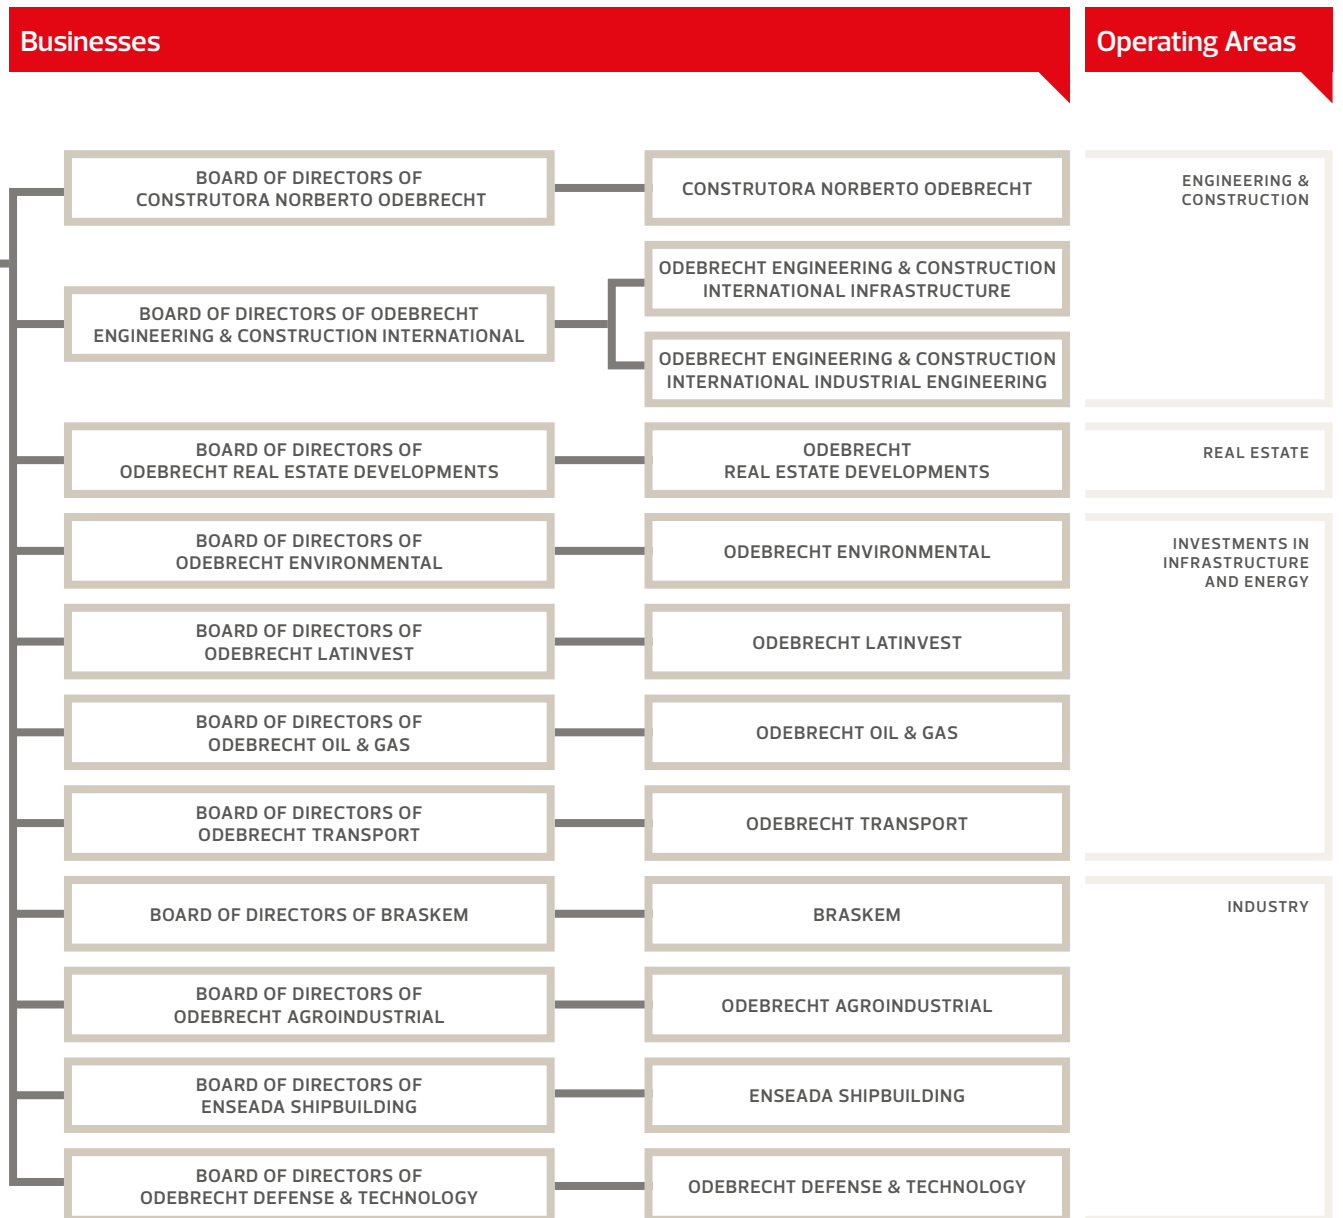 Businesses
Operating Areas
BOARD OF DIRECTORS OF
CONSTRUTORA NORBERTO ODEBRECHT
CONSTRUTORA NORBERTO ODEBRECHT
ENGINEERING &
CONSTRUCTION
ODEBRECHT ENGINEERING & CONSTRUCTION
INTERNATIONAL INFRASTRUCTURE
BOARD OF DIRECTORS OF ODEBRECHT
ENGINEERING & CONSTRUCTION INTERNATIONAL
ODEBRECHT ENGINEERING & CONSTRUCTION
INTERNATIONAL INDUSTRIAL ENGINEERING
BOARD OF DIRECTORS OF
ODEBRECHT REAL ESTATE DEVELOPMENTS
ODEBRECHT
REAL ESTATE DEVELOPMENTS
REAL ESTATE
BOARD OF DIRECTORS OF
ODEBRECHT ENVIRONMENTAL
ODEBRECHT ENVIRONMENTAL
INVESTMENTS IN
INFRASTRUCTURE
AND ENERGY
BOARD OF DIRECTORS OF
ODEBRECHT LATINVEST
ODEBRECHT LATINVEST
BOARD OF DIRECTORS OF
ODEBRECHT OIL & GAS
ODEBRECHT OIL & GAS
BOARD OF DIRECTORS OF
ODEBRECHT TRANSPORT
ODEBRECHT TRANSPORT
BOARD OF DIRECTORS OF BRASKEM
BRASKEM
INDUSTRY
BOARD OF DIRECTORS OF
ODEBRECHT AGROINDUSTRIAL
ODEBRECHT AGROINDUSTRIAL
BOARD OF DIRECTORS OF
ENSEADA SHIPBUILDING
ENSEADA SHIPBUILDING
BOARD OF DIRECTORS OF
ODEBRECHT DEFENSE & TECHNOLOGY
ODEBRECHT DEFENSE & TECHNOLOGY